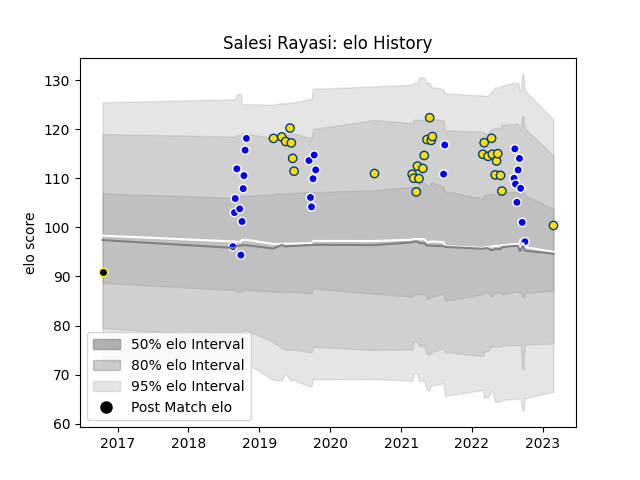 Salesi Rayasi: elo History
elo score
130
120
110
100
90
80
70
60
50% elo Interval
80% elo Interval
95% elo Interval
Post Match elo
2017
2018
2019
2020
2021
2022
2023